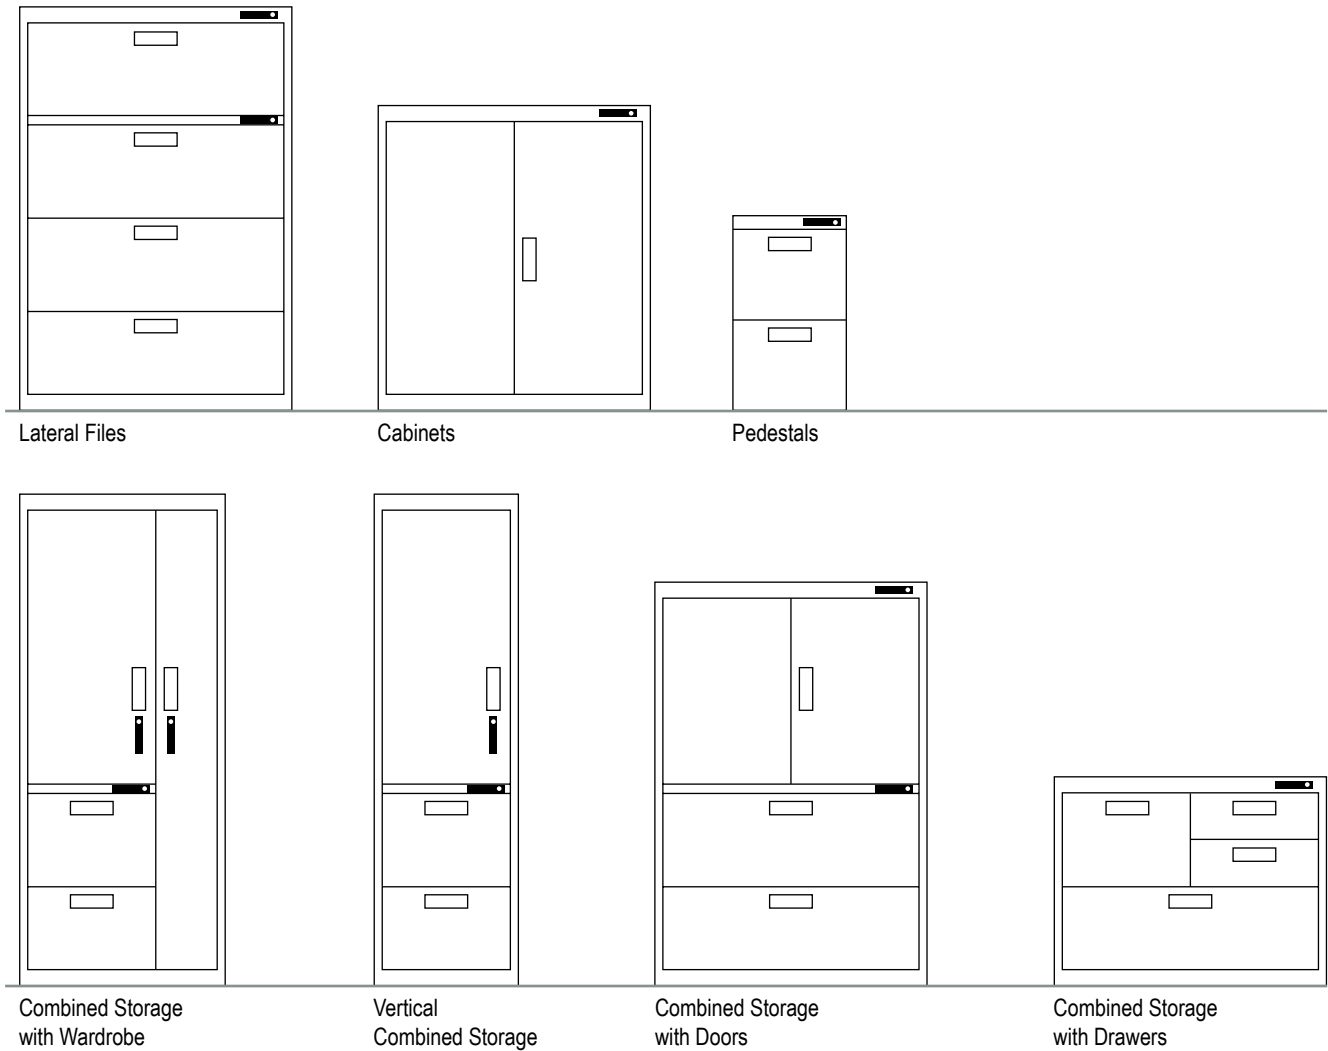 Lateral Files
Cabinets
Pedestals
Combined Storage
with Wardrobe
Vertical
Combined Storage
Combined Storage
with Doors
Combined Storage
with Drawers